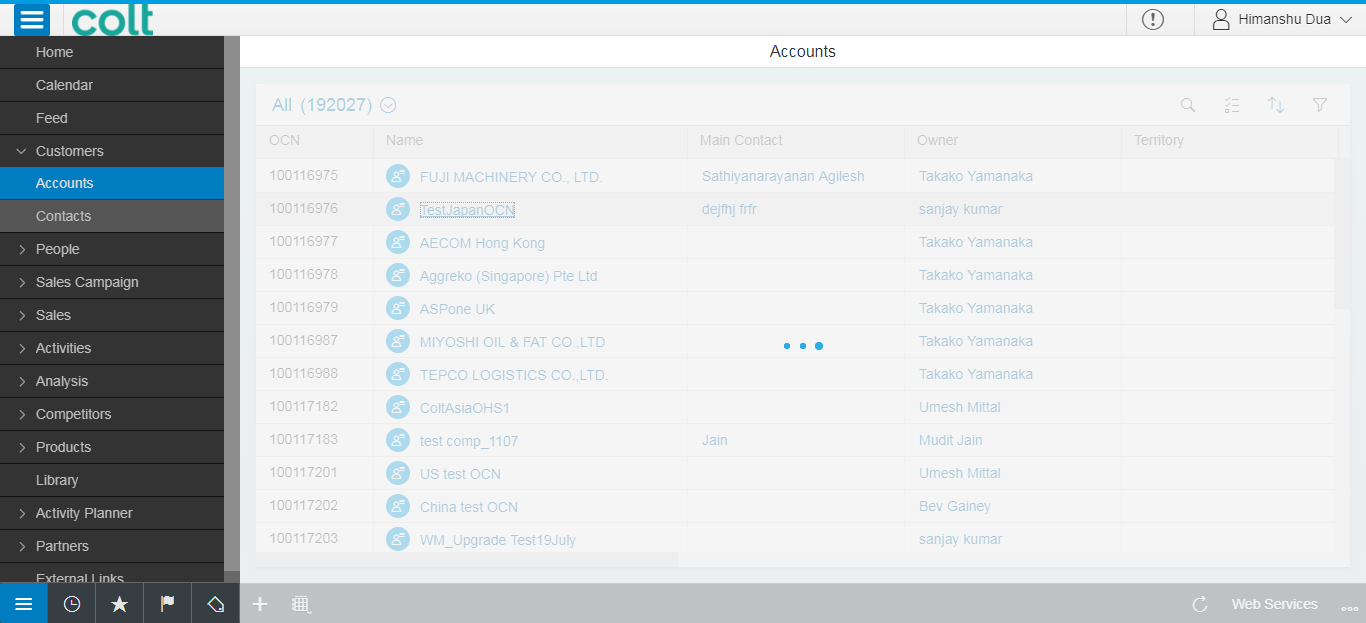 colt
Himanshu Dua
Home
Calendar
Feed
Customers
Accounts
Contacts
People
Sales Campaign
Sales
Activities
Analysis
Competitors
Products
Library
Activity Planner
Partners
External Links
Accounts
All (192027)
OCN Name Main Contact Owner Territory
100116975 FUJI MACHINERY CO., LTD. Sathiyanarayanan Agilesh Takako Yamanaka
100116976 TestJapanOCN dejfhj frfr sanjay kumar
100116977 AECOM Hong Kong Takako Yamanaka
100116978 Aggreko (Singapore) Pte Ltd Takako Yamanaka
100116979 ASPone UK Takako Yamanaka
100116987 MIYOSHI OIL & FAT CO.,LTD Takako Yamanaka
100116988 TEPCO LOGISTICS CO.,LTD. Takako Yamanaka
100117182 ColtAsiaOHS1 Umesh Mittal
100117183 test comp_1107 Jain Mudit Jain
100117201 US test OCN Umesh Mittal
100117202 China test OCN Bev Gainey
100117203 WM_Upgrade Test19July sanjay kumar
Web Services